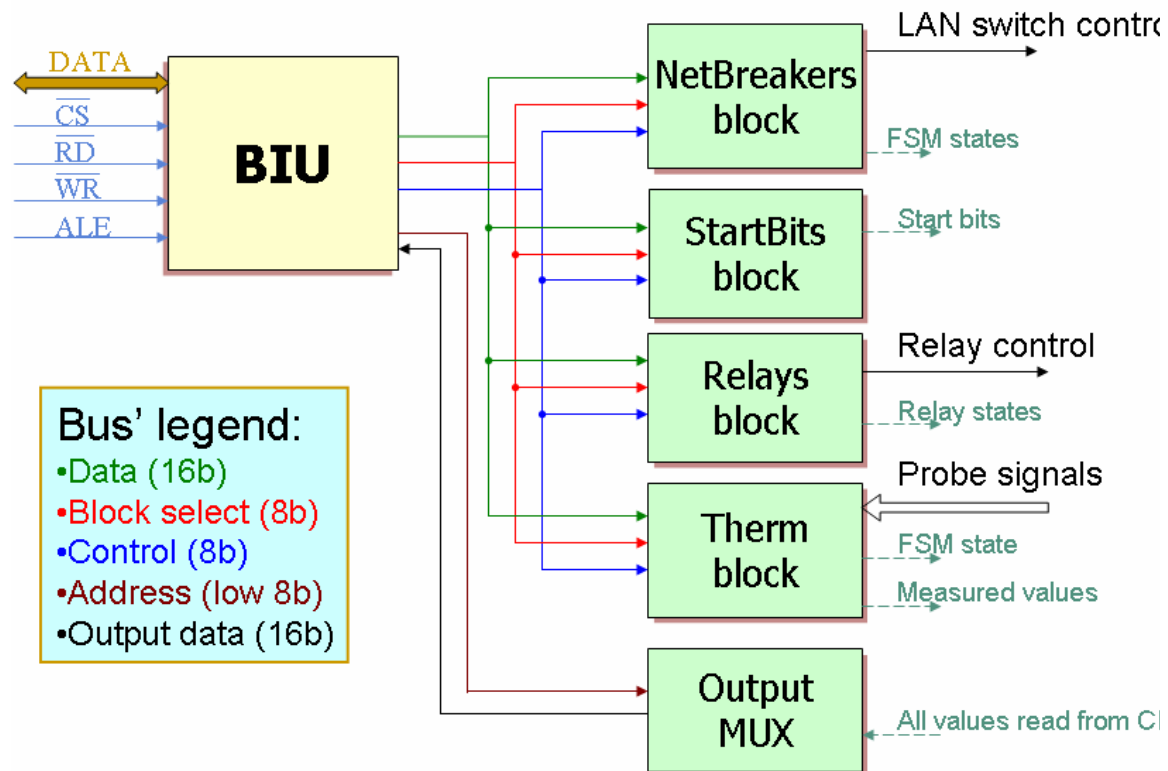 DATA
CS
RD
WR
ALE
BIU
NetBreakers
block
LAN switch contro
FSM states
StartBits
block
Start bits
Relays
block
Relay control
Relay states
Therm
block
Probe signals
FSM state
Measured values
Output
MUX
All values read from C
Bus’ legend:
•Data (16b)
•Block select (8b)
•Control (8b)
•Address (low 8b)
•Output data (16b)